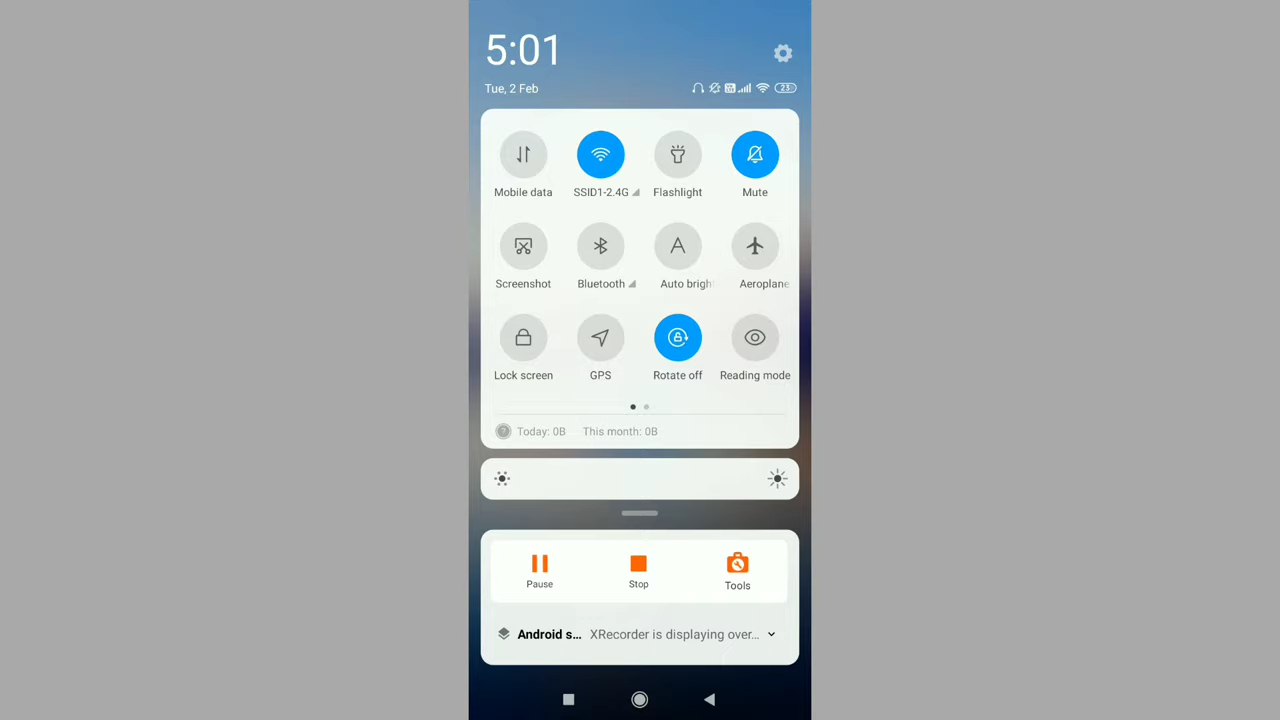 5:01
Tue, 2 Feb
23
Mobile data SSID1-2.4G Flashlight Mute
Screenshot Bluetooth Auto brigh Aeroplane
Lock screen GPS Rotate off Reading mode
Today: 0B This month: 0B
Pause Stop Tools
Android s... XRecorder is displaying over...